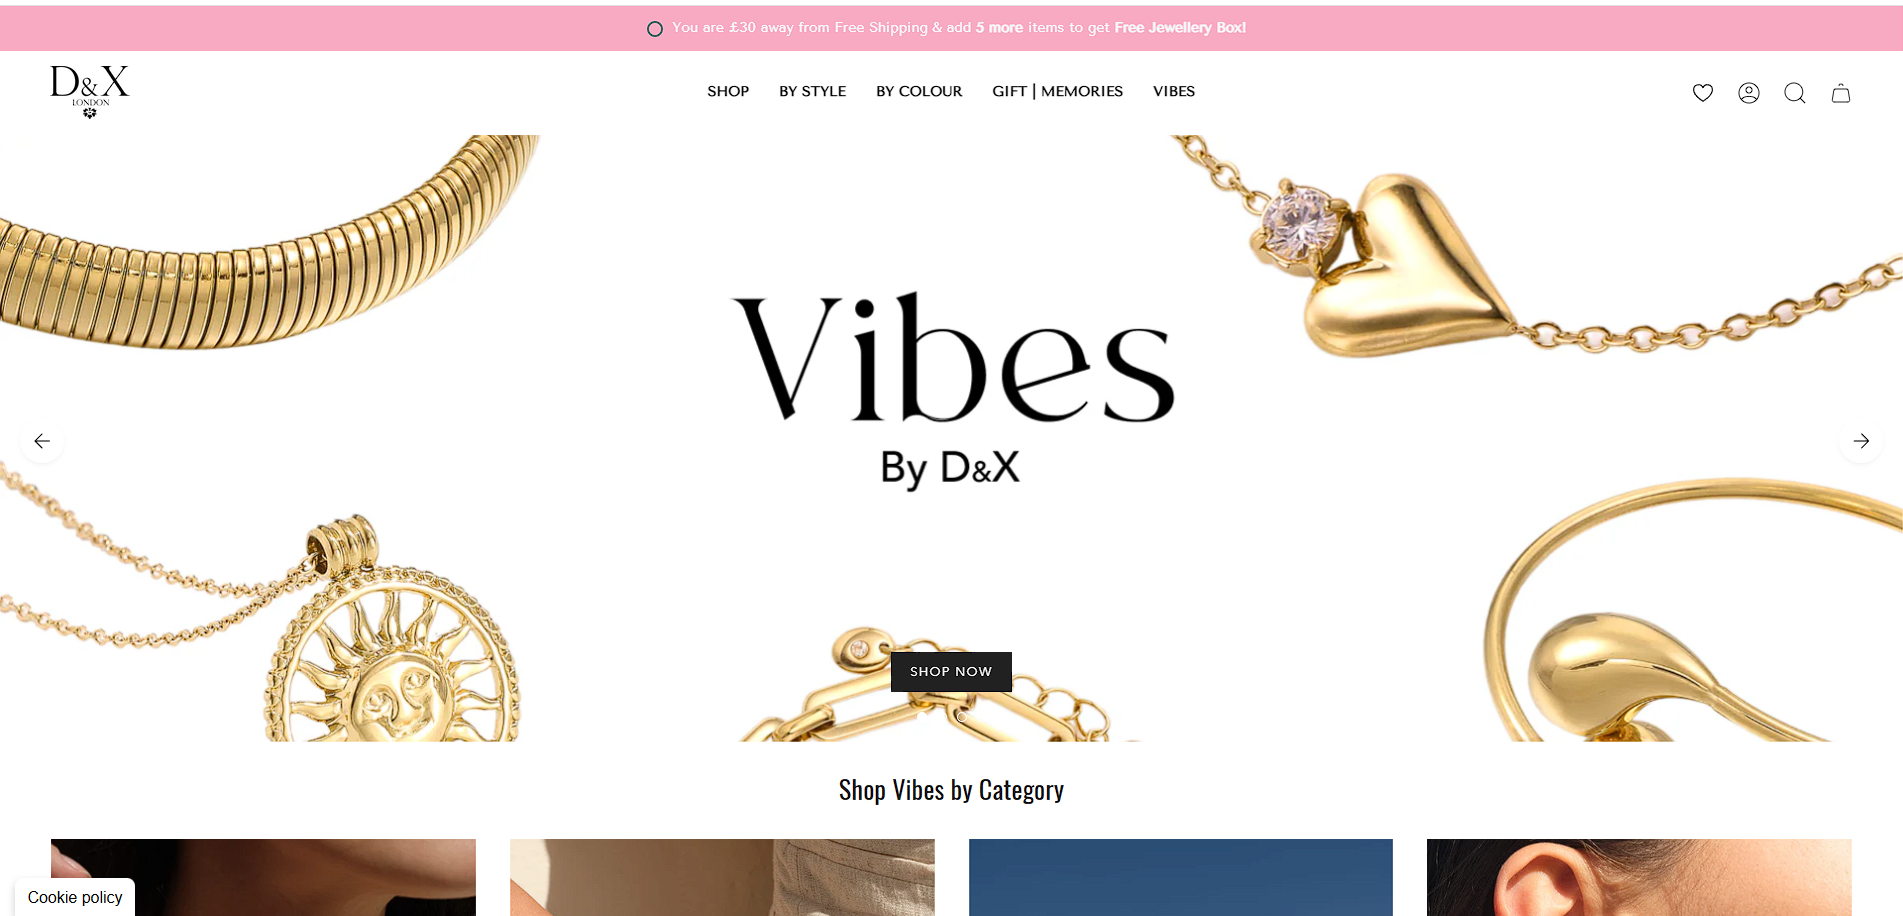 You are £30 away from Free Shipping & add 5 more items to get Free Jewellery Box!
D&X
LONDON
SHOP BY STYLE BY COLOUR GIFT | MEMORIES VIBES
Vibes
By D&X
SHOP NOW
Shop Vibes by Category
Cookie policy